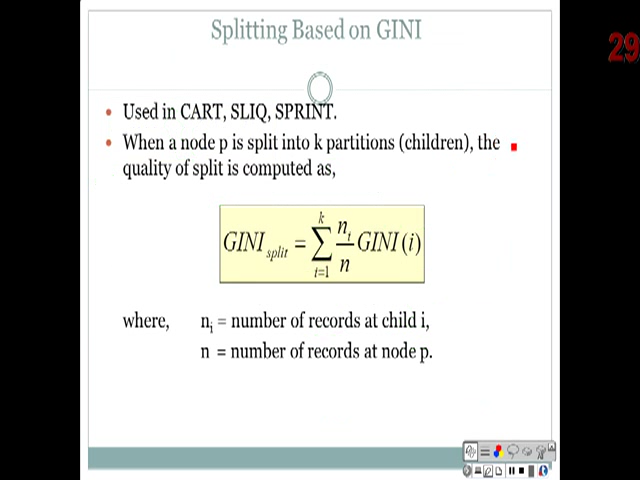 Splitting Based on GINI
29
• Used in CART, SLIQ, SPRINT.
• When a node p is split into k partitions (children), the
quality of split is computed as,
GINI_split = \sum_{i=1}^{k} \frac{n_i}{n} GINI(i)
where, n_i = number of records at child i,
n = number of records at node p.